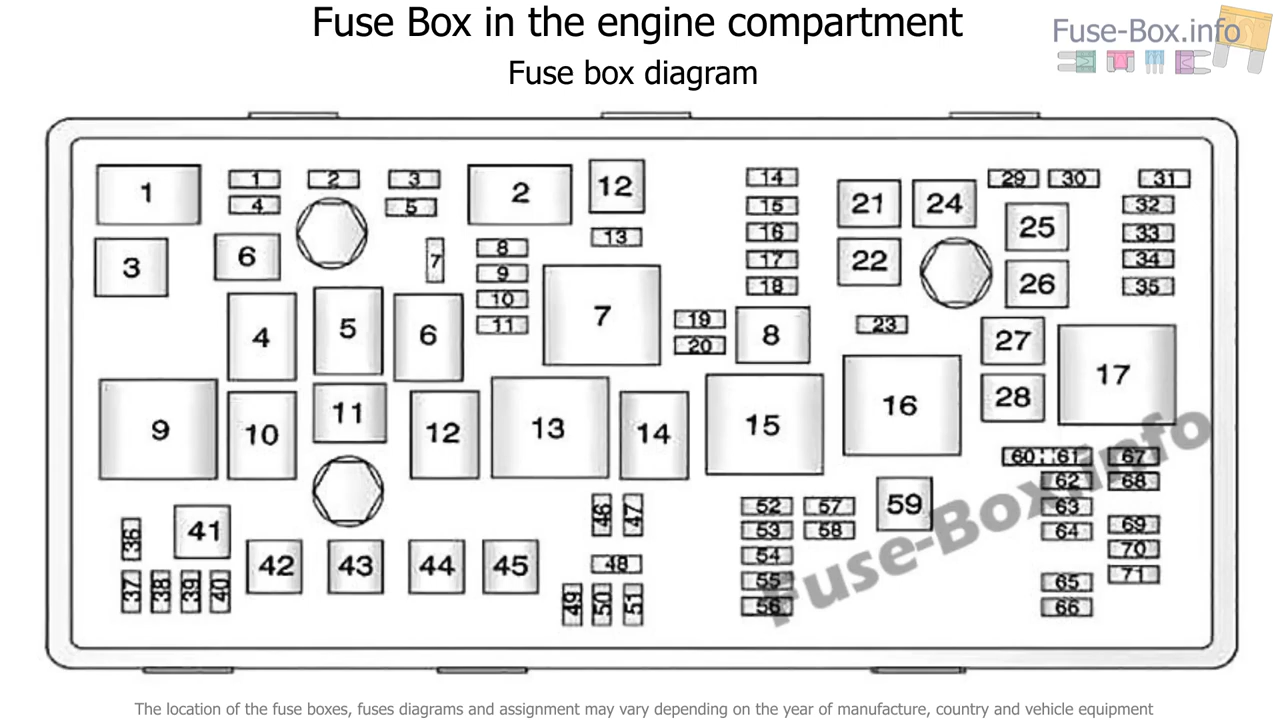 Fuse Box in the engine compartment
Fuse box diagram
Fuse-Box.info
1 1 2 3 2 12 14 29 30 31
4 5 15 21 24 32
13 16 25 33
3 6 7 8 17 22 34
9 18 26 35
10
11
4 5 6 7 19 8 23 27 17
20
9 10 11 12 13 14 15 16 28
60 61 67
62 68
36 41 46 47 52 57 59 63
53 58 64 69
42 43 44 45 48 54 70
37 38 39 40 49 50 51 55 65 71
56 66
Fuse-Box.info
The location of the fuse boxes, fuses diagrams and assignment may vary depending on the year of manufacture, country and vehicle equipment